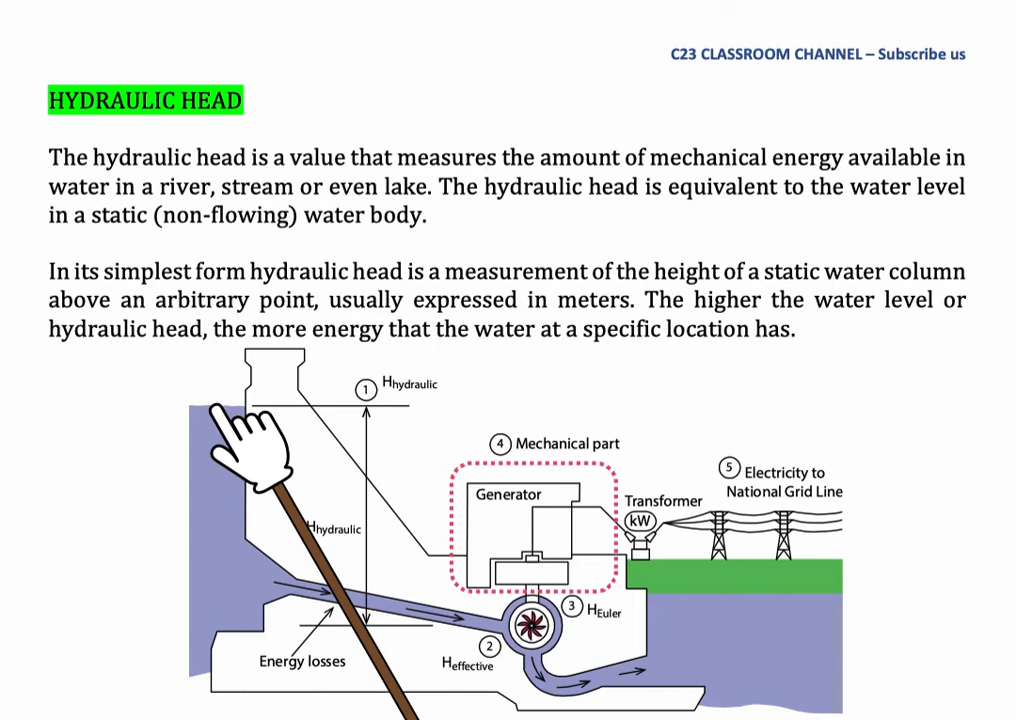 C23 CLASSROOM CHANNEL – Subscribe us
HYDRAULIC HEAD
The hydraulic head is a value that measures the amount of mechanical energy available in
water in a river, stream or even lake. The hydraulic head is equivalent to the water level
in a static (non-flowing) water body.
In its simplest form hydraulic head is a measurement of the height of a static water column
above an arbitrary point, usually expressed in meters. The higher the water level or
hydraulic head, the more energy that the water at a specific location has.
1 Hhydraulic
4 Mechanical part
5 Electricity to
National Grid Line
Generator
Transformer
kW
Hhydraulic
3 HEuler
2
Heffective
Energy losses